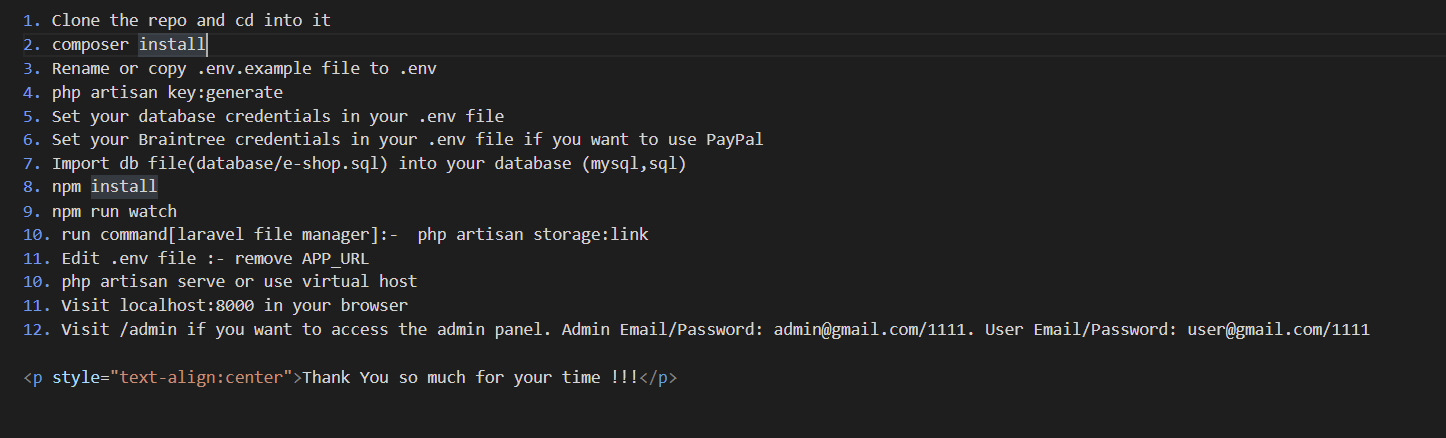 1. Clone the repo and cd into it
2. composer install
3. Rename or copy .env.example file to .env
4. php artisan key:generate
5. Set your database credentials in your .env file
6. Set your Braintree credentials in your .env file if you want to use PayPal
7. Import db file(database/e-shop.sql) into your database (mysql,sql)
8. npm install
9. npm run watch
10. run command[laravel file manager]:-  php artisan storage:link
11. Edit .env file :- remove APP_URL
10. php artisan serve or use virtual host
11. Visit localhost:8000 in your browser
12. Visit /admin if you want to access the admin panel. Admin Email/Password: admin@gmail.com/1111. User Email/Password: user@gmail.com/1111
<p style="text-align:center">Thank You so much for your time !!!</p>